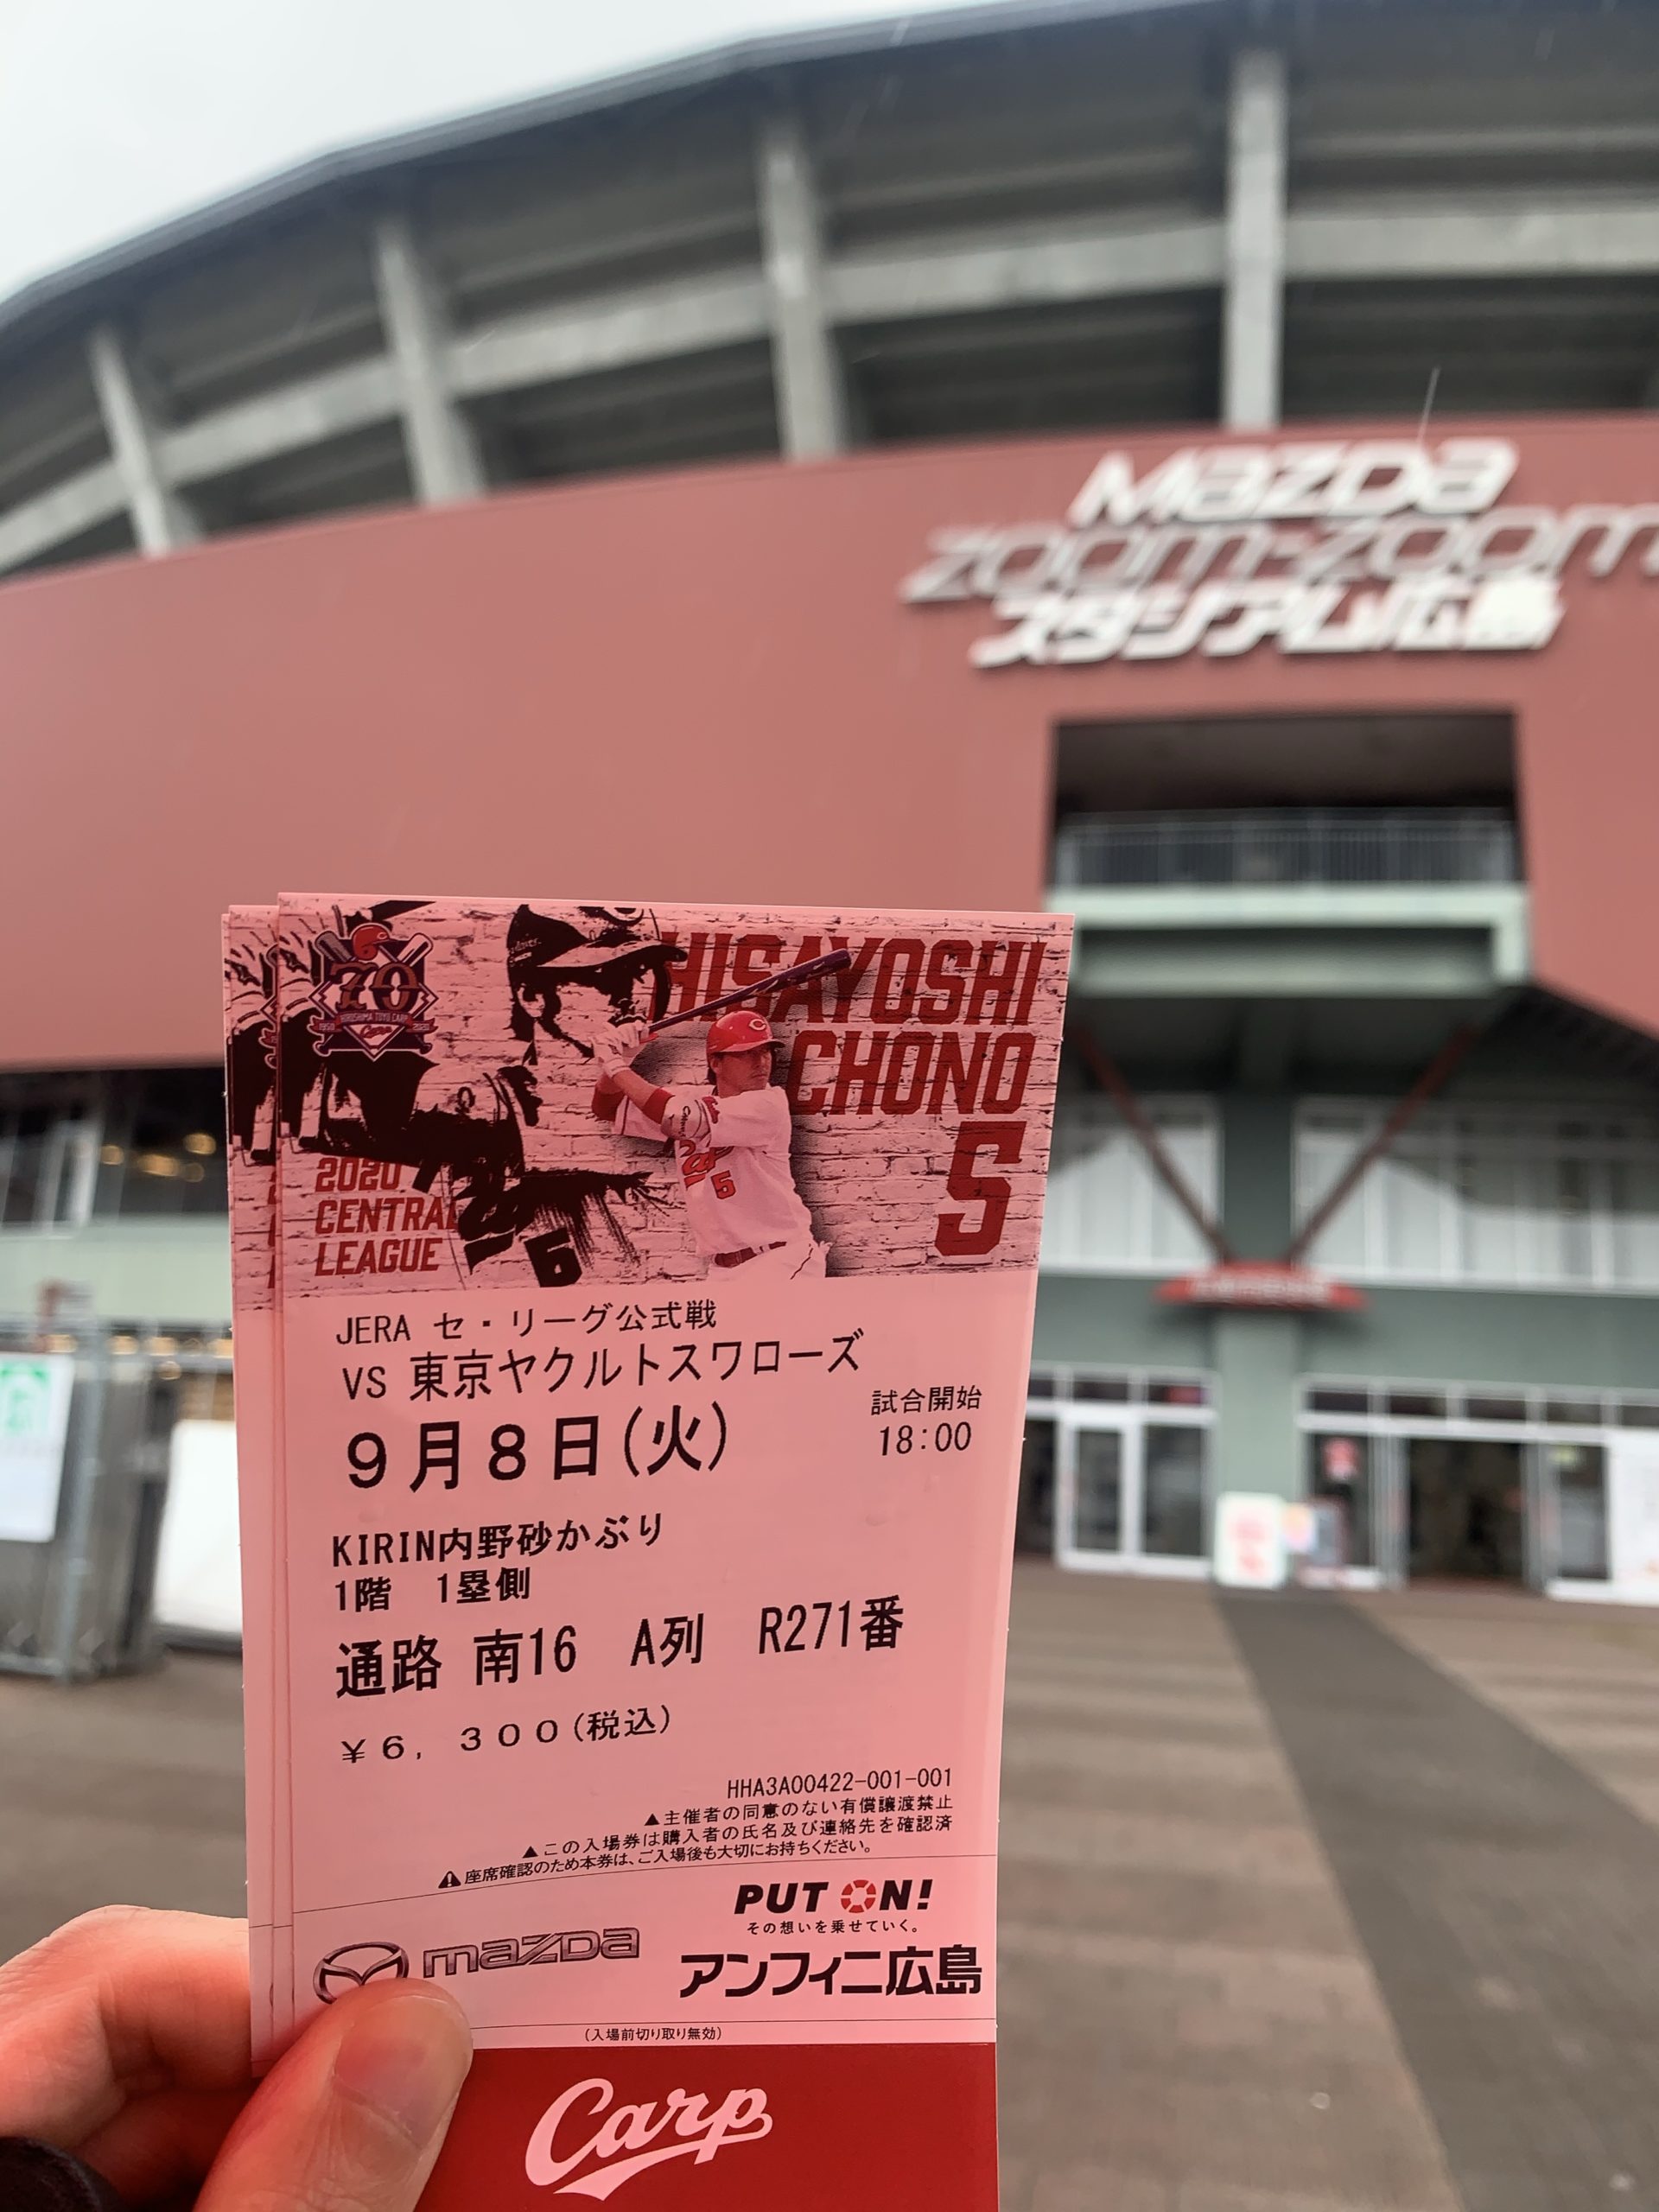 Mazda
zoom-zoom
スタジアム広島
70
HIROSHIMA TOYO CARP
1950
2020
Carp
HISAYOSHI
CHONO
5
5
2020
CENTRAL
LEAGUE
JERA セ・リーグ公式戦
VS 東京ヤクルトスワローズ
9月8日(火)
試合開始
18:00
KIRIN内野砂かぶり
1階 1塁側
通路 南16 A列 R271番
¥6,300(税込)
HHA3A00422-001-001
▲主催者の同意のない有償譲渡禁止
▲この入場券は購入者の氏名及び連絡先を確認済
⚠座席確認のため本券は、ご入場後も大切にお持ちください。
mazda
PUT ON!
その想いを乗せていく。
アンフィニ広島
(入場前切り取り無効)
Carp